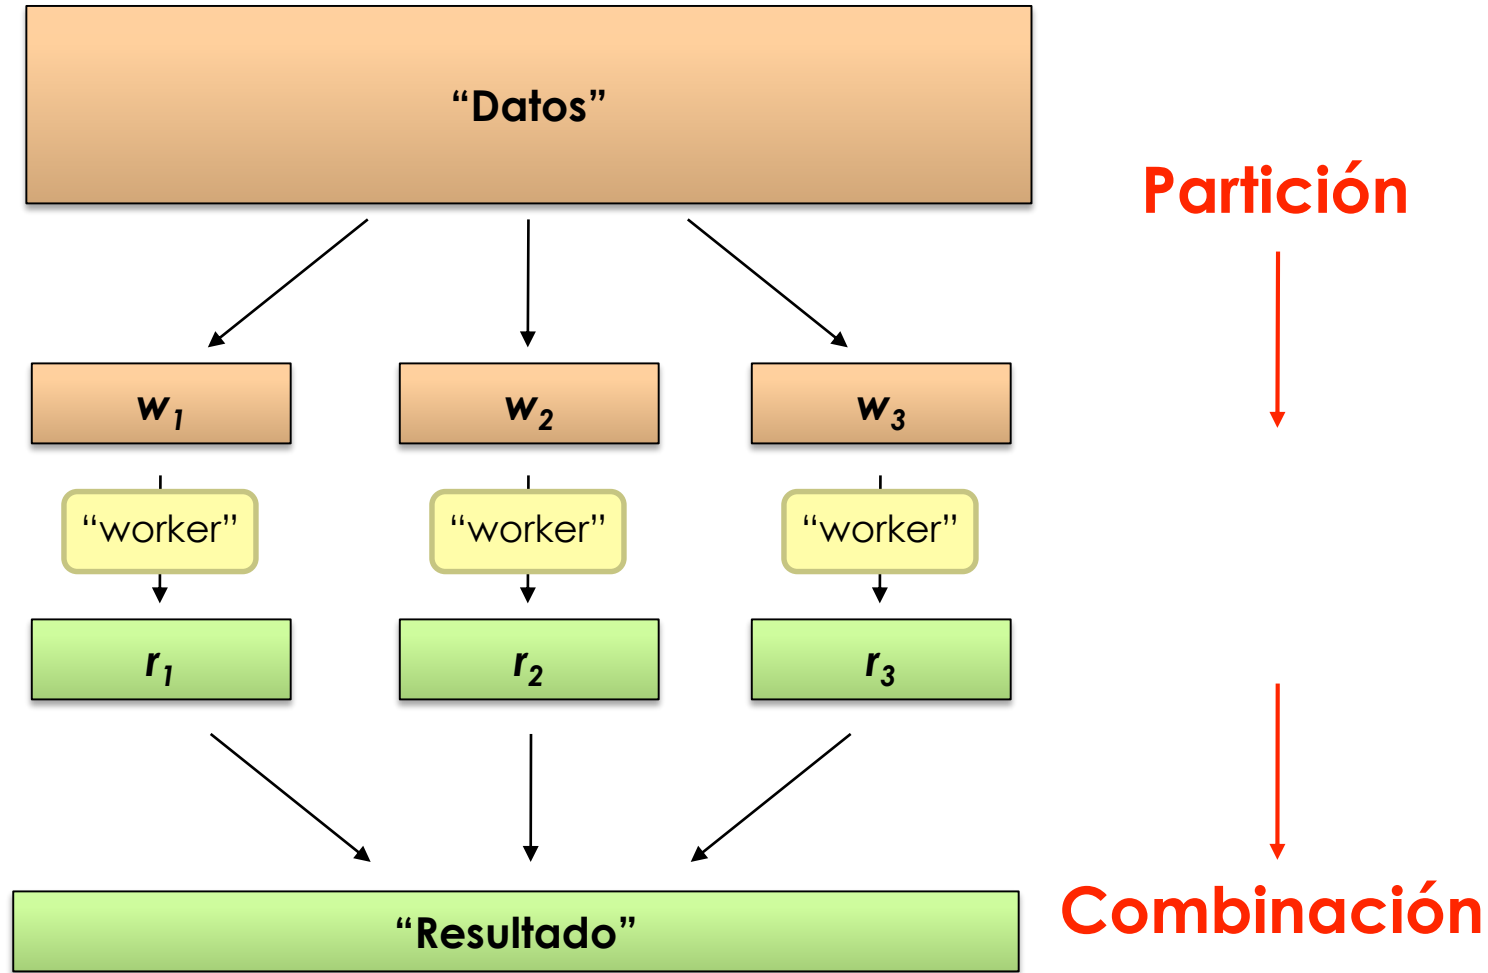 “Datos”
Partición
w1
w2
w3
“worker”
“worker”
“worker”
r1
r2
r3
“Resultado”
Combinación